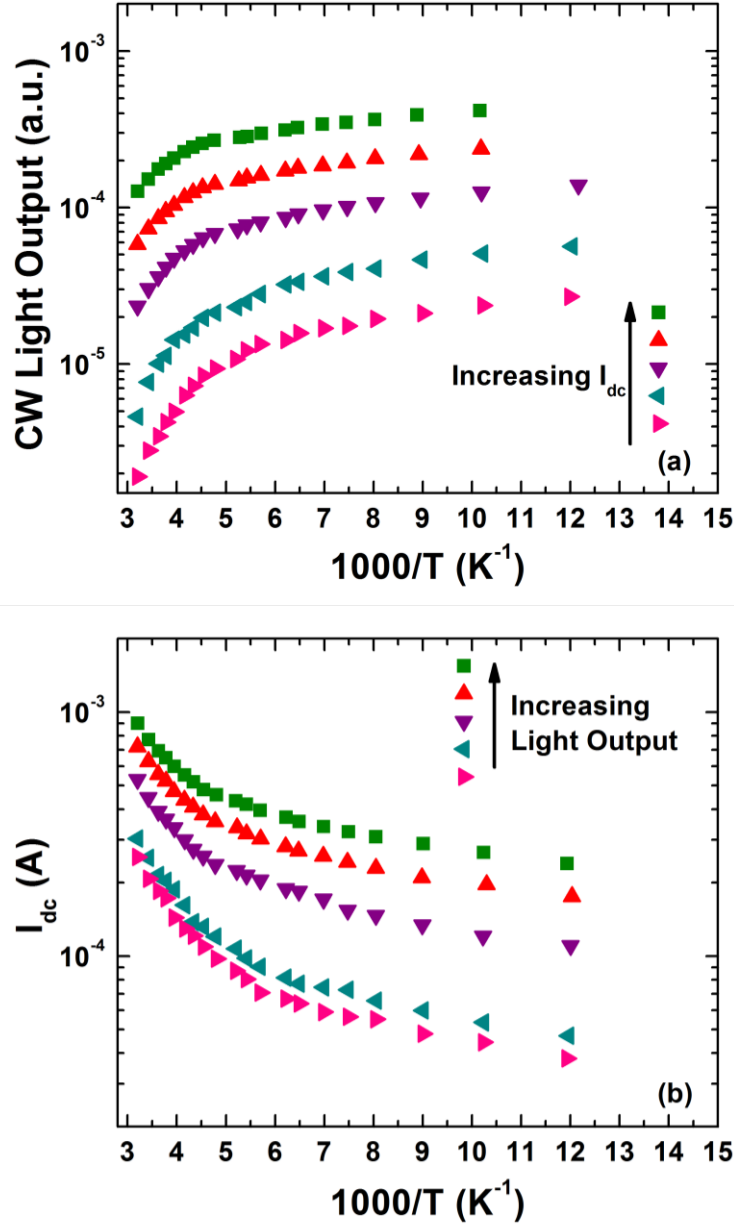 10⁻³
10⁻⁴
10⁻⁵
CW Light Output (a.u.)
Increasing I_dc
(a)
3 4 5 6 7 8 9 10 11 12 13 14 15
1000/T (K⁻¹)
10⁻³
10⁻⁴
I_dc (A)
Increasing
Light Output
(b)
3 4 5 6 7 8 9 10 11 12 13 14 15
1000/T (K⁻¹)